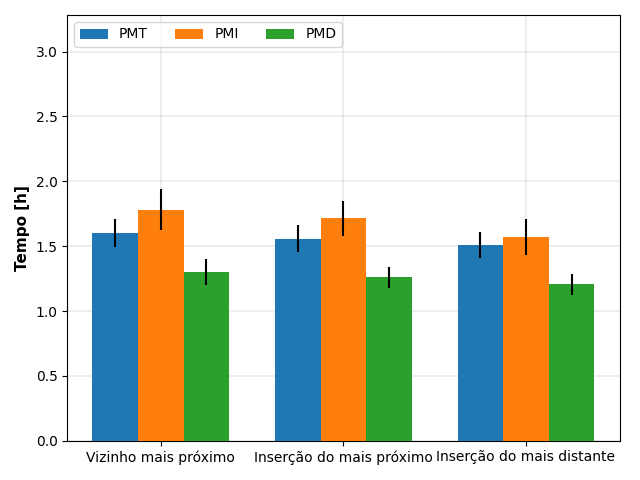 PMT PMI PMD
Tempo [h]
3.0
2.5
2.0
1.5
1.0
0.5
0.0
Vizinho mais próximo Inserção do mais próximo Inserção do mais distante